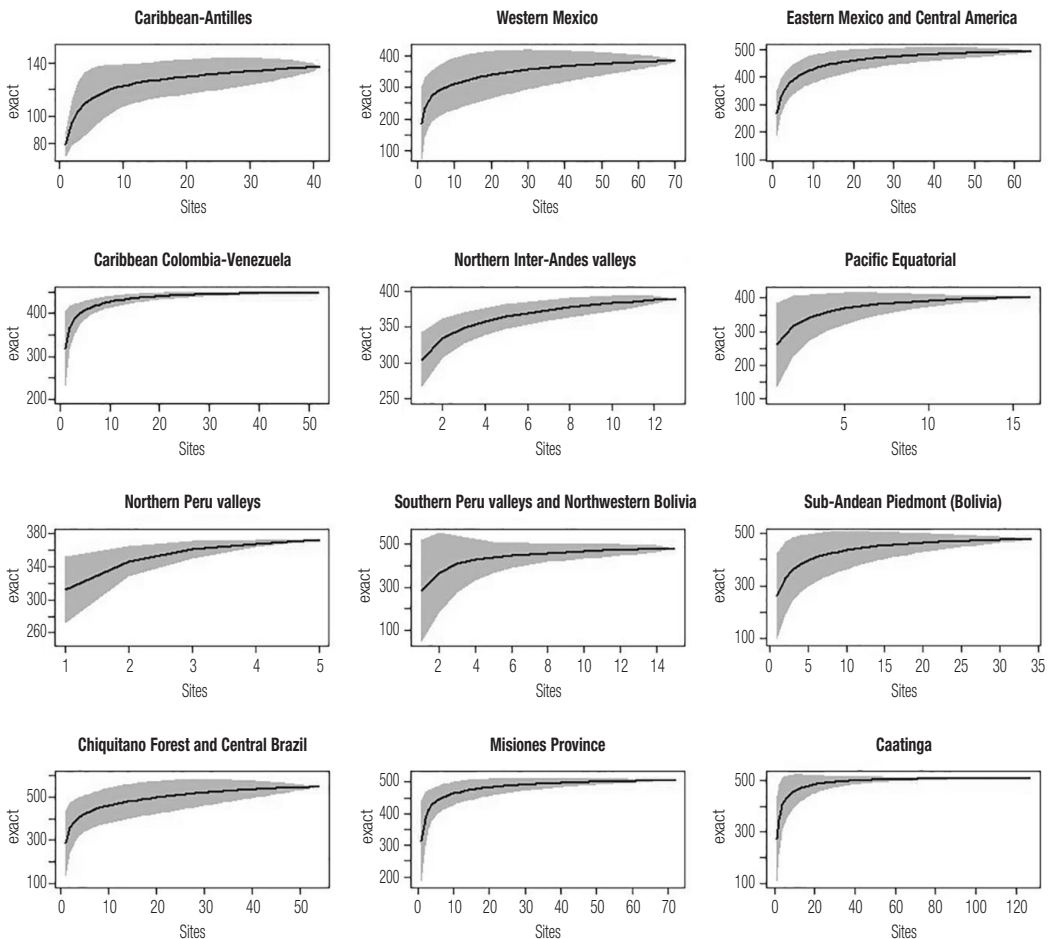 Caribbean-Antilles
exact
140
100
80
0 10 20 30 40
Sites
Western Mexico
exact
400
300
200
100
0 10 20 30 40 50 60 70
Sites
Eastern Mexico and Central America
exact
500
400
300
200
100
0 10 20 30 40 50 60
Sites
Caribbean Colombia-Venezuela
exact
400
300
200
0 10 20 30 40 50
Sites
Northern Inter-Andes valleys
exact
400
350
300
250
2 4 6 8 10 12
Sites
Pacific Equatorial
exact
400
300
200
100
5 10 15
Sites
Northern Peru valleys
exact
380
340
300
260
1 2 3 4 5
Sites
Southern Peru valleys and Northwestern Bolivia
exact
500
300
100
2 4 6 8 10 12 14
Sites
Sub-Andean Piedmont (Bolivia)
exact
500
300
100
0 5 10 15 20 25 30 35
Sites
Chiquitano Forest and Central Brazil
exact
500
300
100
0 10 20 30 40 50
Sites
Misiones Province
exact
500
400
300
200
0 10 20 30 40 50 60 70
Sites
Caatinga
exact
500
300
100
0 20 40 60 80 100 120
Sites